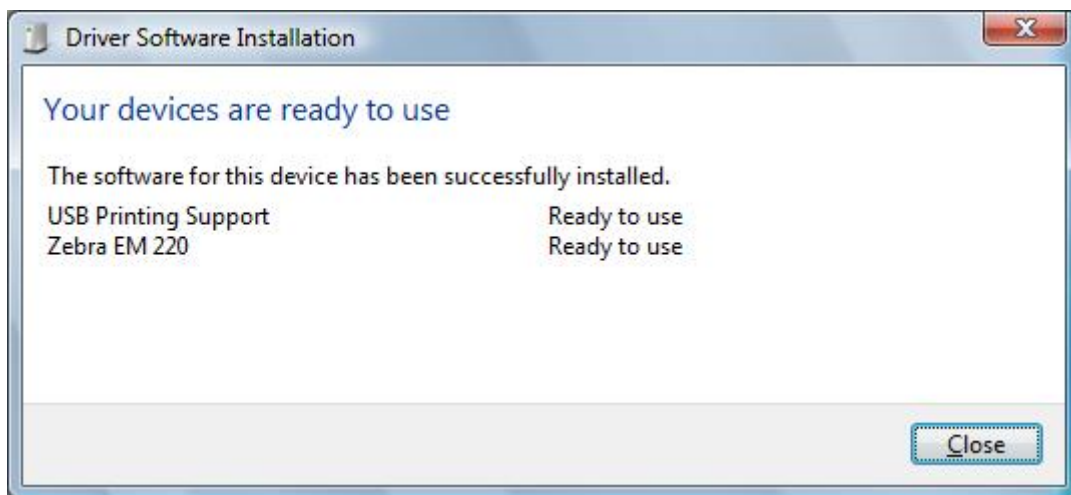 Driver Software Installation
Your devices are ready to use
The software for this device has been successfully installed.
USB Printing Support Ready to use
Zebra EM 220 Ready to use
Close